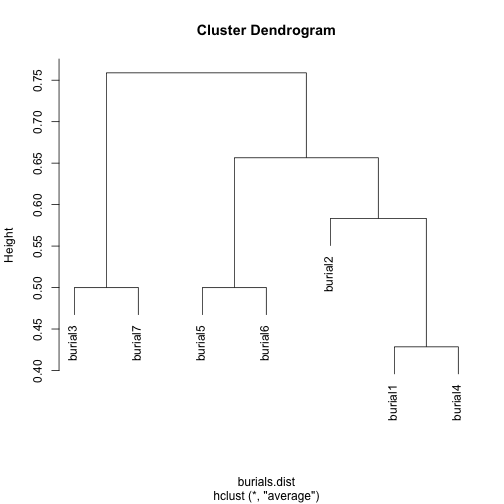 Cluster Dendrogram
Height
0.75
0.70
0.65
0.60
0.55
0.50
0.45
0.40
burial3
burial7
burial5
burial6
burial2
burial1
burial4
burials.dist
hclust (*, "average")